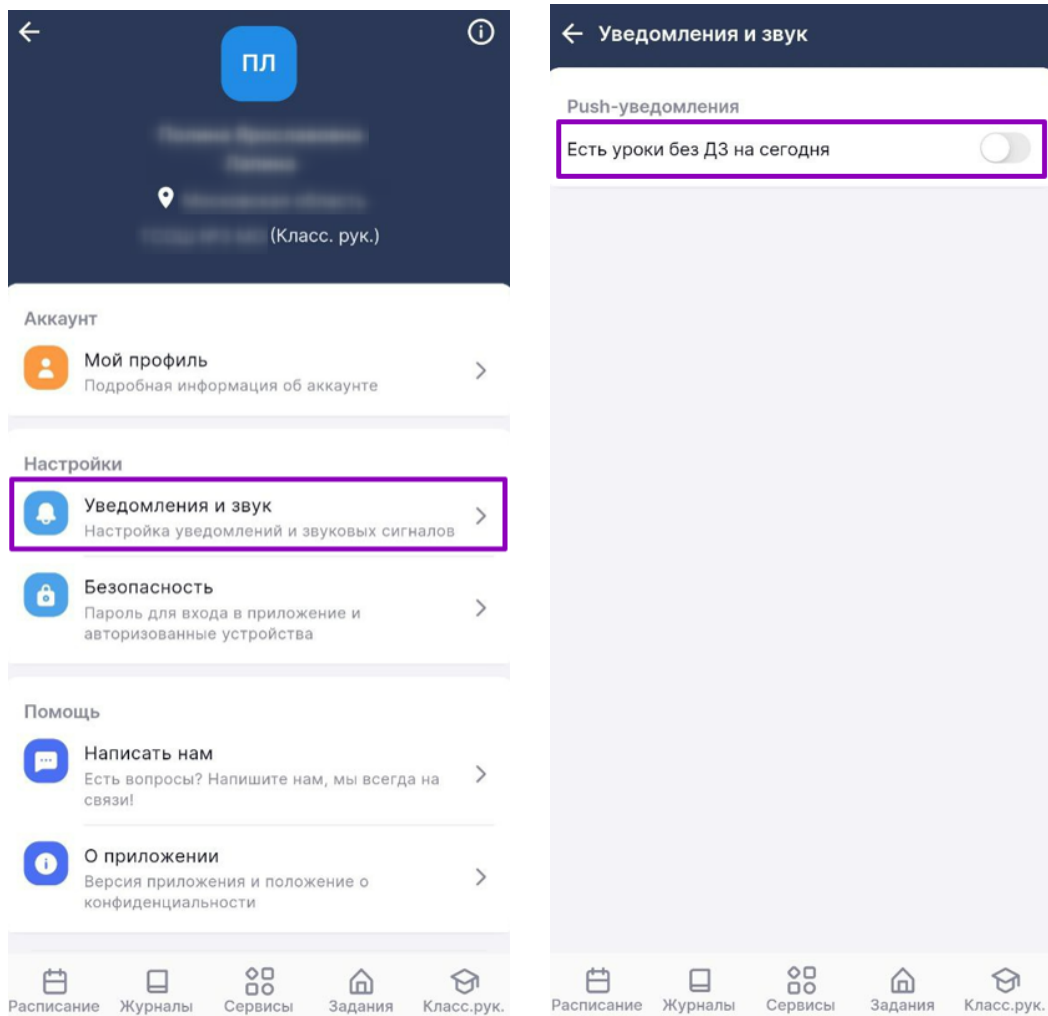 ПЛ
(Класс. рук.)
Аккаунт
Мой профиль
Подробная информация об аккаунте
Настройки
Уведомления и звук
Настройка уведомлений и звуковых сигналов
Безопасность
Пароль для входа в приложение и
авторизованные устройства
Помощь
Написать нам
Есть вопросы? Напишите нам, мы всегда на
связи!
О приложении
Версия приложения и положение о
конфиденциальности
Расписание Журналы Сервисы Задания Класс.рук.
Уведомления и звук
Push-уведомления
Есть уроки без ДЗ на сегодня
Расписание Журналы Сервисы Задания Класс.рук.